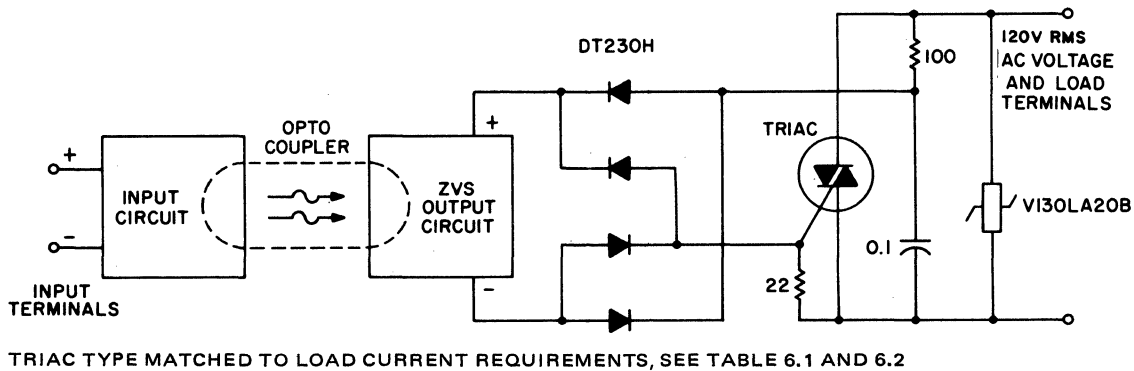 DT230H
100
120V RMS
AC VOLTAGE
AND LOAD
TERMINALS
+
OPTO
COUPLER
TRIAC
+
INPUT
CIRCUIT
ZVS
OUTPUT
CIRCUIT
V130LA20B
-
0.1
22
-
INPUT
TERMINALS
TRIAC TYPE MATCHED TO LOAD CURRENT REQUIREMENTS, SEE TABLE 6.1 AND 6.2